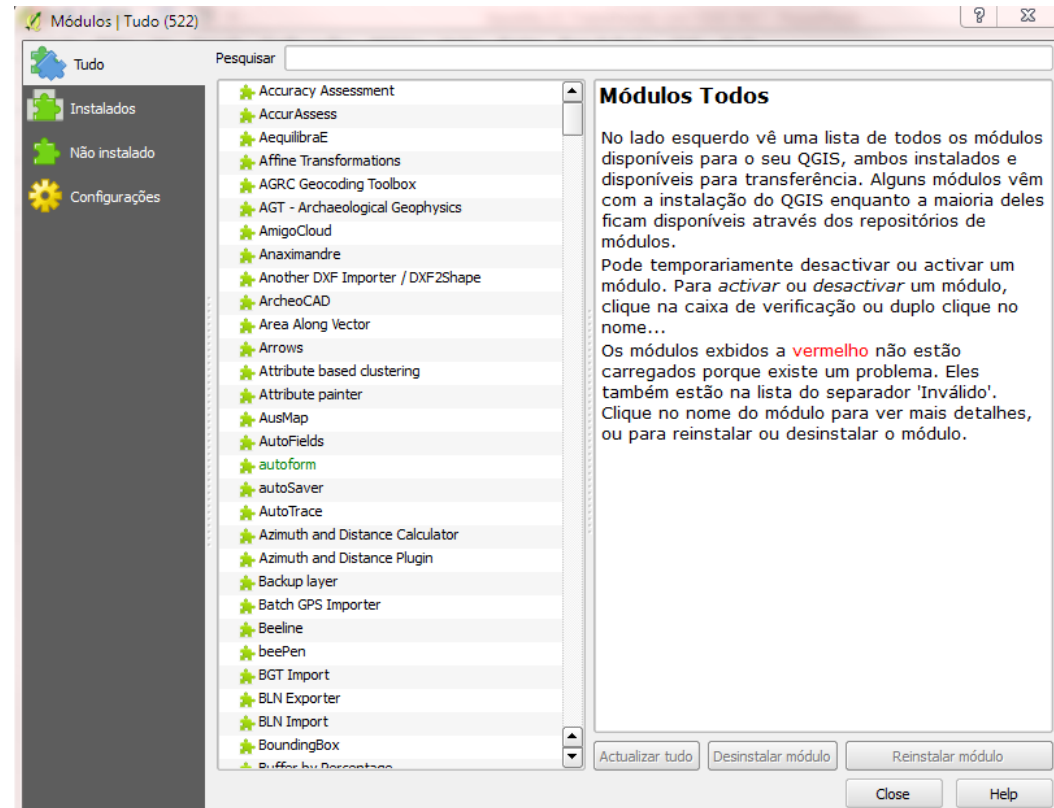 Módulos | Tudo (522)
Tudo
Instalados
Não instalado
Configurações
Pesquisar
Accuracy Assessment
AccurAssess
AequilibraE
Affine Transformations
AGRC Geocoding Toolbox
AGT - Archaeological Geophysics
AmigoCloud
Anaximandre
Another DXF Importer / DXF2Shape
ArcheoCAD
Area Along Vector
Arrows
Attribute based clustering
Attribute painter
AusMap
AutoFields
autoform
autoSaver
AutoTrace
Azimuth and Distance Calculator
Azimuth and Distance Plugin
Backup layer
Batch GPS Importer
Beeline
beePen
BGT Import
BLN Exporter
BLN Import
BoundingBox
Buffer by Percentage
Módulos Todos
No lado esquerdo vê uma lista de todos os módulos
disponíveis para o seu QGIS, ambos instalados e
disponíveis para transferência. Alguns módulos vêm
com a instalação do QGIS enquanto a maioria deles
ficam disponíveis através dos repositórios de
módulos.
Pode temporariamente desactivar ou activar um
módulo. Para activar ou desactivar um módulo,
clique na caixa de verificação ou duplo clique no
nome...
Os módulos exbidos a vermelho não estão
carregados porque existe um problema. Eles
também estão na lista do separador 'Inválido'.
Clique no nome do módulo para ver mais detalhes,
ou para reinstalar ou desinstalar o módulo.
Actualizar tudo
Desinstalar módulo
Reinstalar módulo
Close
Help